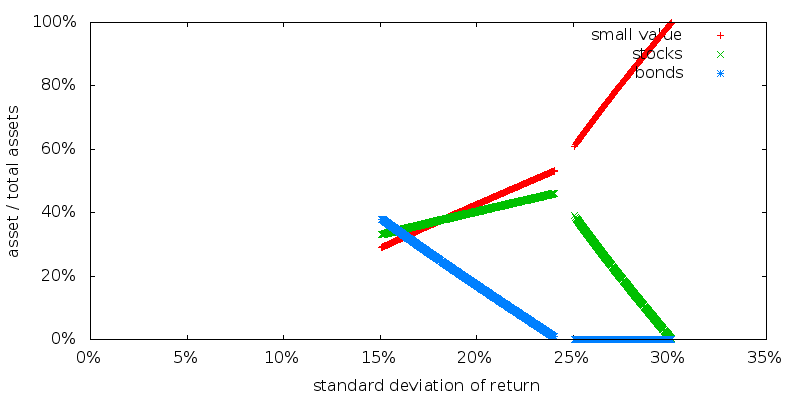 100%
80%
60%
40%
20%
0%
asset / total assets
small value
stocks
bonds
0% 5% 10% 15% 20% 25% 30% 35%
standard deviation of return